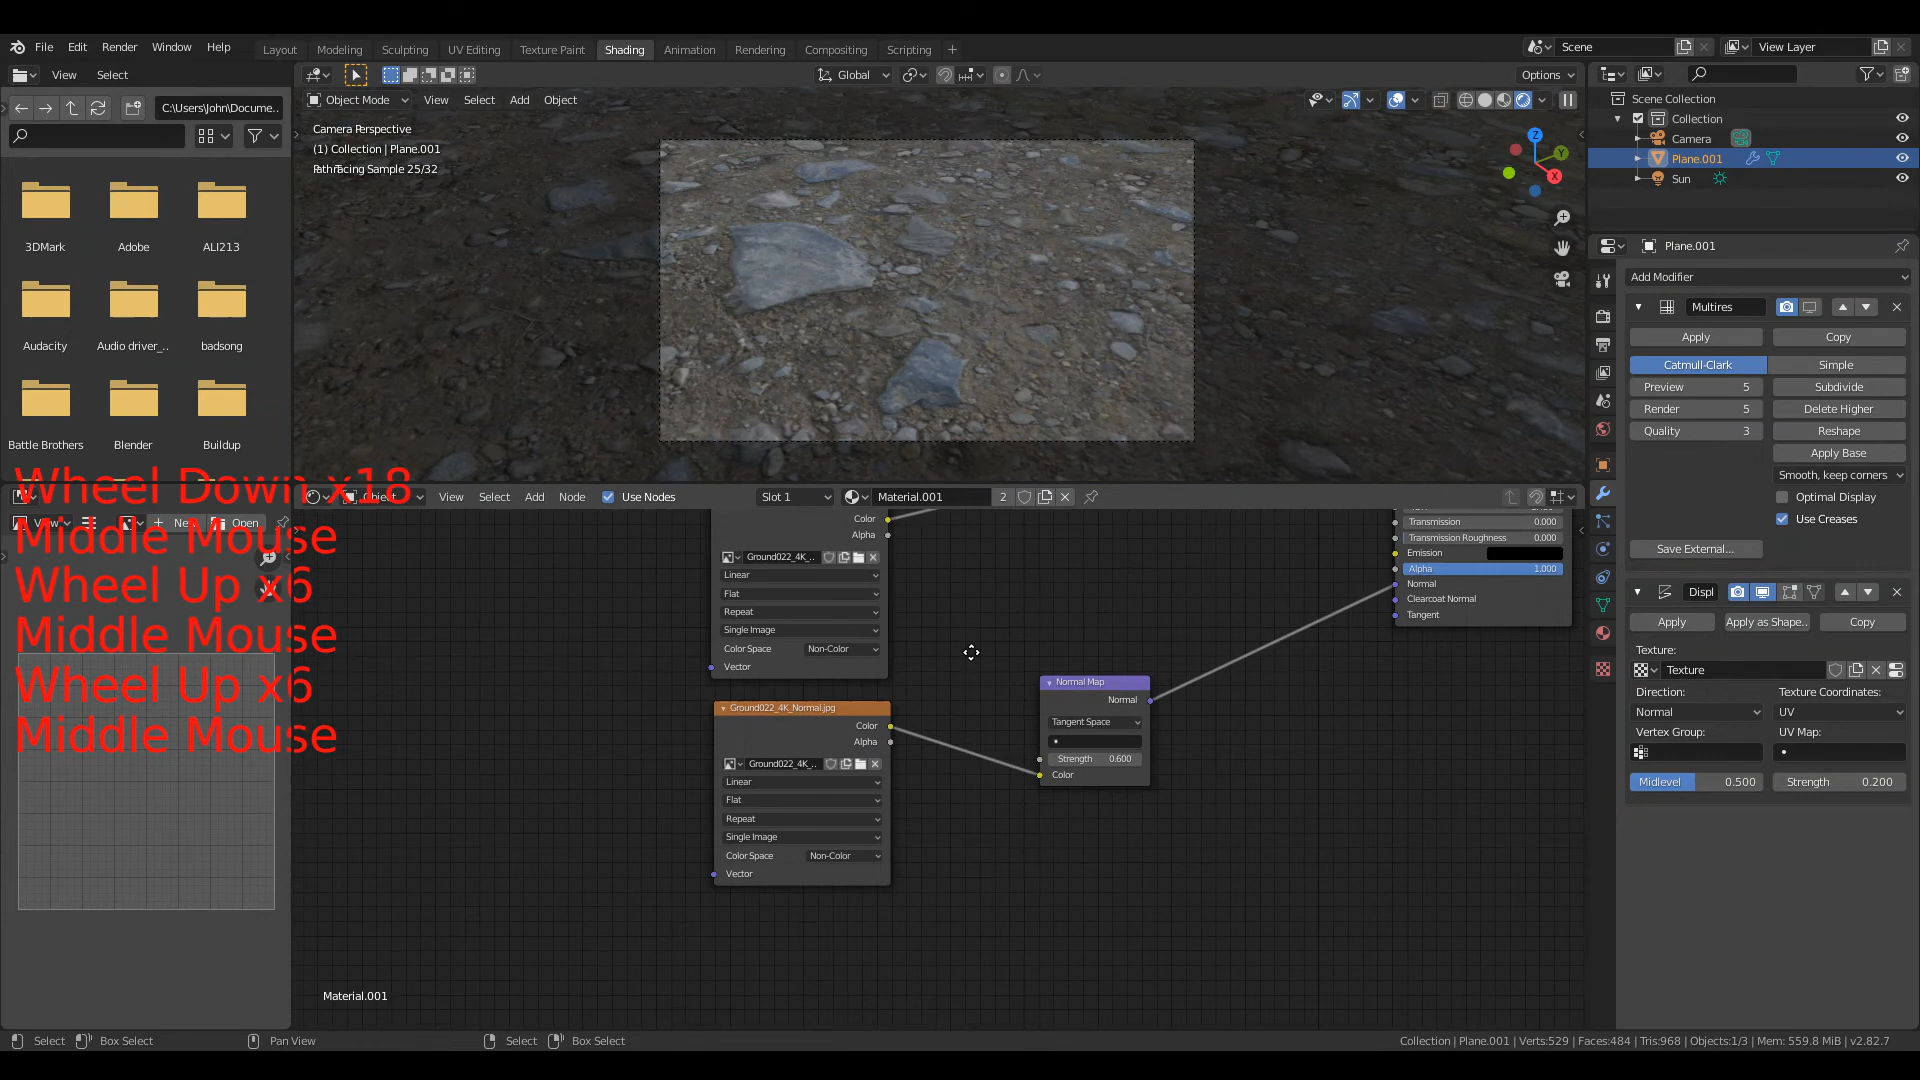 File Edit Render Window Help
Layout Modeling Sculpting UV Editing Texture Paint Shading Animation Rendering Compositing Scripting +
Scene
View Layer
View Select
Global
Options
C:\Users\John\Docume...
Object Mode View Select Add Object
Camera Perspective
(1) Collection | Plane.001
Path Tracing Sample 25/32
Z
Y
X
3DMark Adobe ALI213
Audacity Audio driver_.. badsong
Battle Brothers Blender Buildup
Scene Collection
Collection
Camera
Plane.001
Sun
Plane.001
Add Modifier
Multires
Apply Copy
Catmull-Clark Simple
Preview 5 Subdivide
Render 5 Delete Higher
Quality 3 Reshape
Apply Base
Smooth, keep corners
Optimal Display
Use Creases
Save External...
Displ
Apply Apply as Shape.. Copy
Texture:
Texture
Direction: Texture Coordinates:
Normal UV
Vertex Group: UV Map:
Midlevel 0.500 Strength 0.200
Wheel Down x18
Middle Mouse
Wheel Up x6
Middle Mouse
Wheel Up x6
Middle Mouse
View
Open
Object View Select Add Node Use Nodes
Slot 1
Material.001 2
Color
Alpha
Ground022_4K_..
Linear
Flat
Repeat
Single Image
Color Space Non-Color
Vector
Ground022_4K_Normal.jpg
Color
Alpha
Ground022_4K_..
Linear
Flat
Repeat
Single Image
Color Space Non-Color
Vector
Normal Map
Normal
Tangent Space
Strength 0.600
Color
Transmission 0.000
Transmission Roughness 0.000
Emission
Alpha 1.000
Normal
Clearcoat Normal
Tangent
Material.001
Select Box Select Pan View Select Box Select
Collection | Plane.001 | Verts:529 | Faces:484 | Tris:968 | Objects:1/3 | Mem: 559.8 MiB | v2.82.7